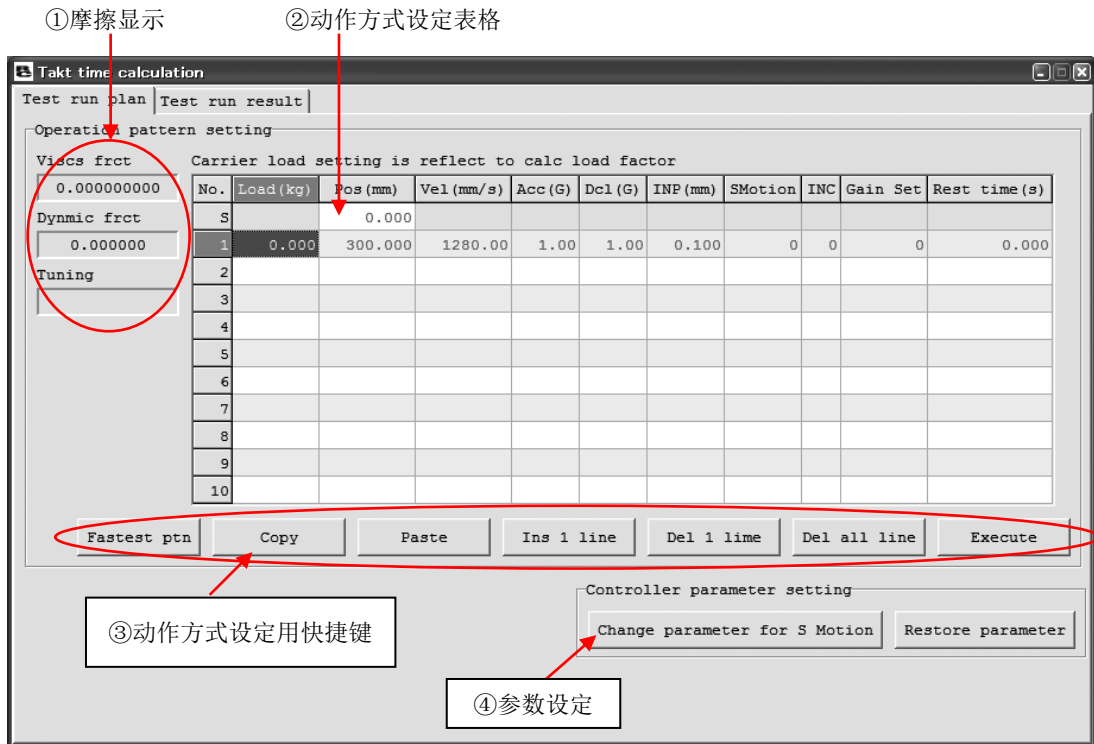 ①摩擦显示 ②动作方式设定表格
Takt time calculation
Test run plan Test run result
Operation pattern setting
Viscs frct Carrier load setting is reflect to calc load factor
0.000000000
No. Load(kg) Pos(mm) Vel(mm/s) Acc(G) Dcl(G) INP(mm) SMotion INC Gain Set Rest time(s)
Dynmic frct
S 0.000
0.000000
1 0.000 300.000 1280.00 1.00 1.00 0.100 0 0 0 0.000
Tuning
2
3
4
5
6
7
8
9
10
Fastest ptn Copy Paste Ins 1 line Del 1 lime Del all line Execute
Controller parameter setting
③动作方式设定用快捷键
Change parameter for S Motion Restore parameter
④参数设定